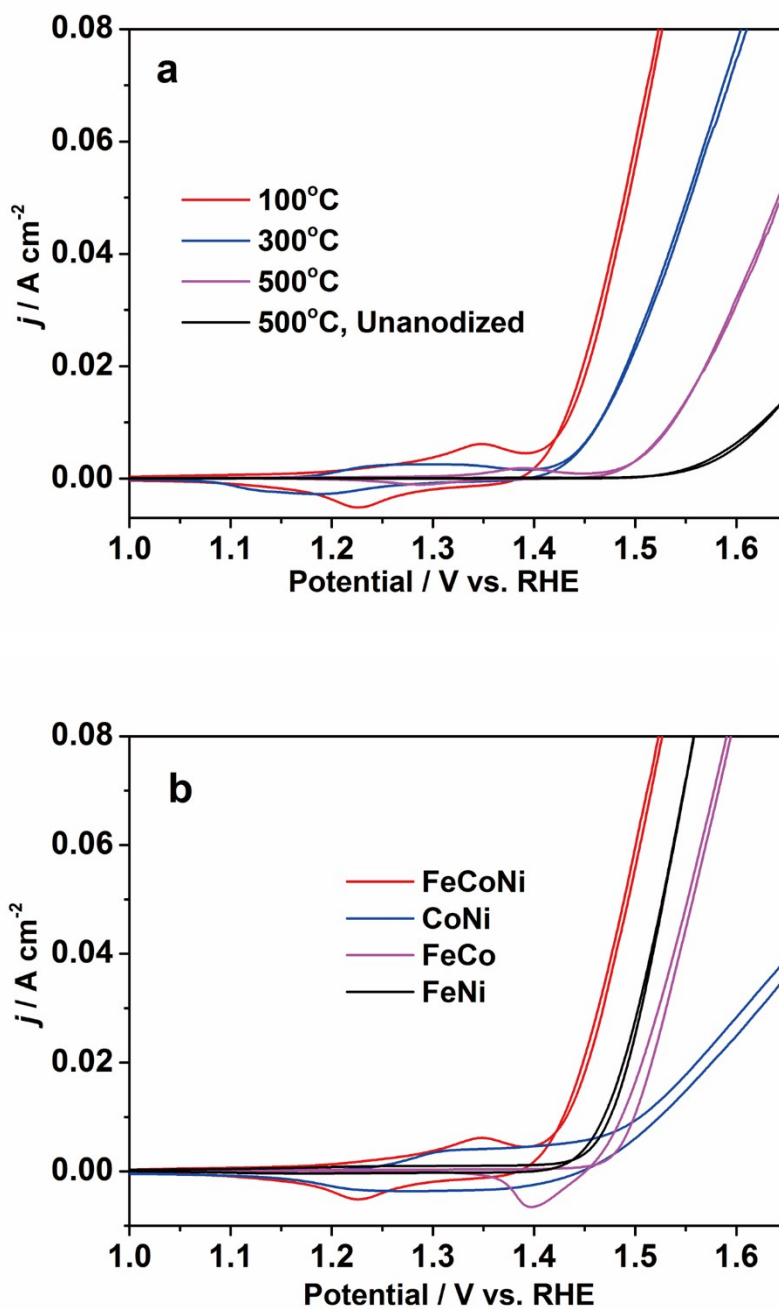 a
0.08
0.06
0.04
0.02
0.00
j / A cm⁻²
100°C
300°C
500°C
500°C, Unanodized
1.0 1.1 1.2 1.3 1.4 1.5 1.6
Potential / V vs. RHE
b
0.08
0.06
0.04
0.02
0.00
j / A cm⁻²
FeCoNi
CoNi
FeCo
FeNi
1.0 1.1 1.2 1.3 1.4 1.5 1.6
Potential / V vs. RHE